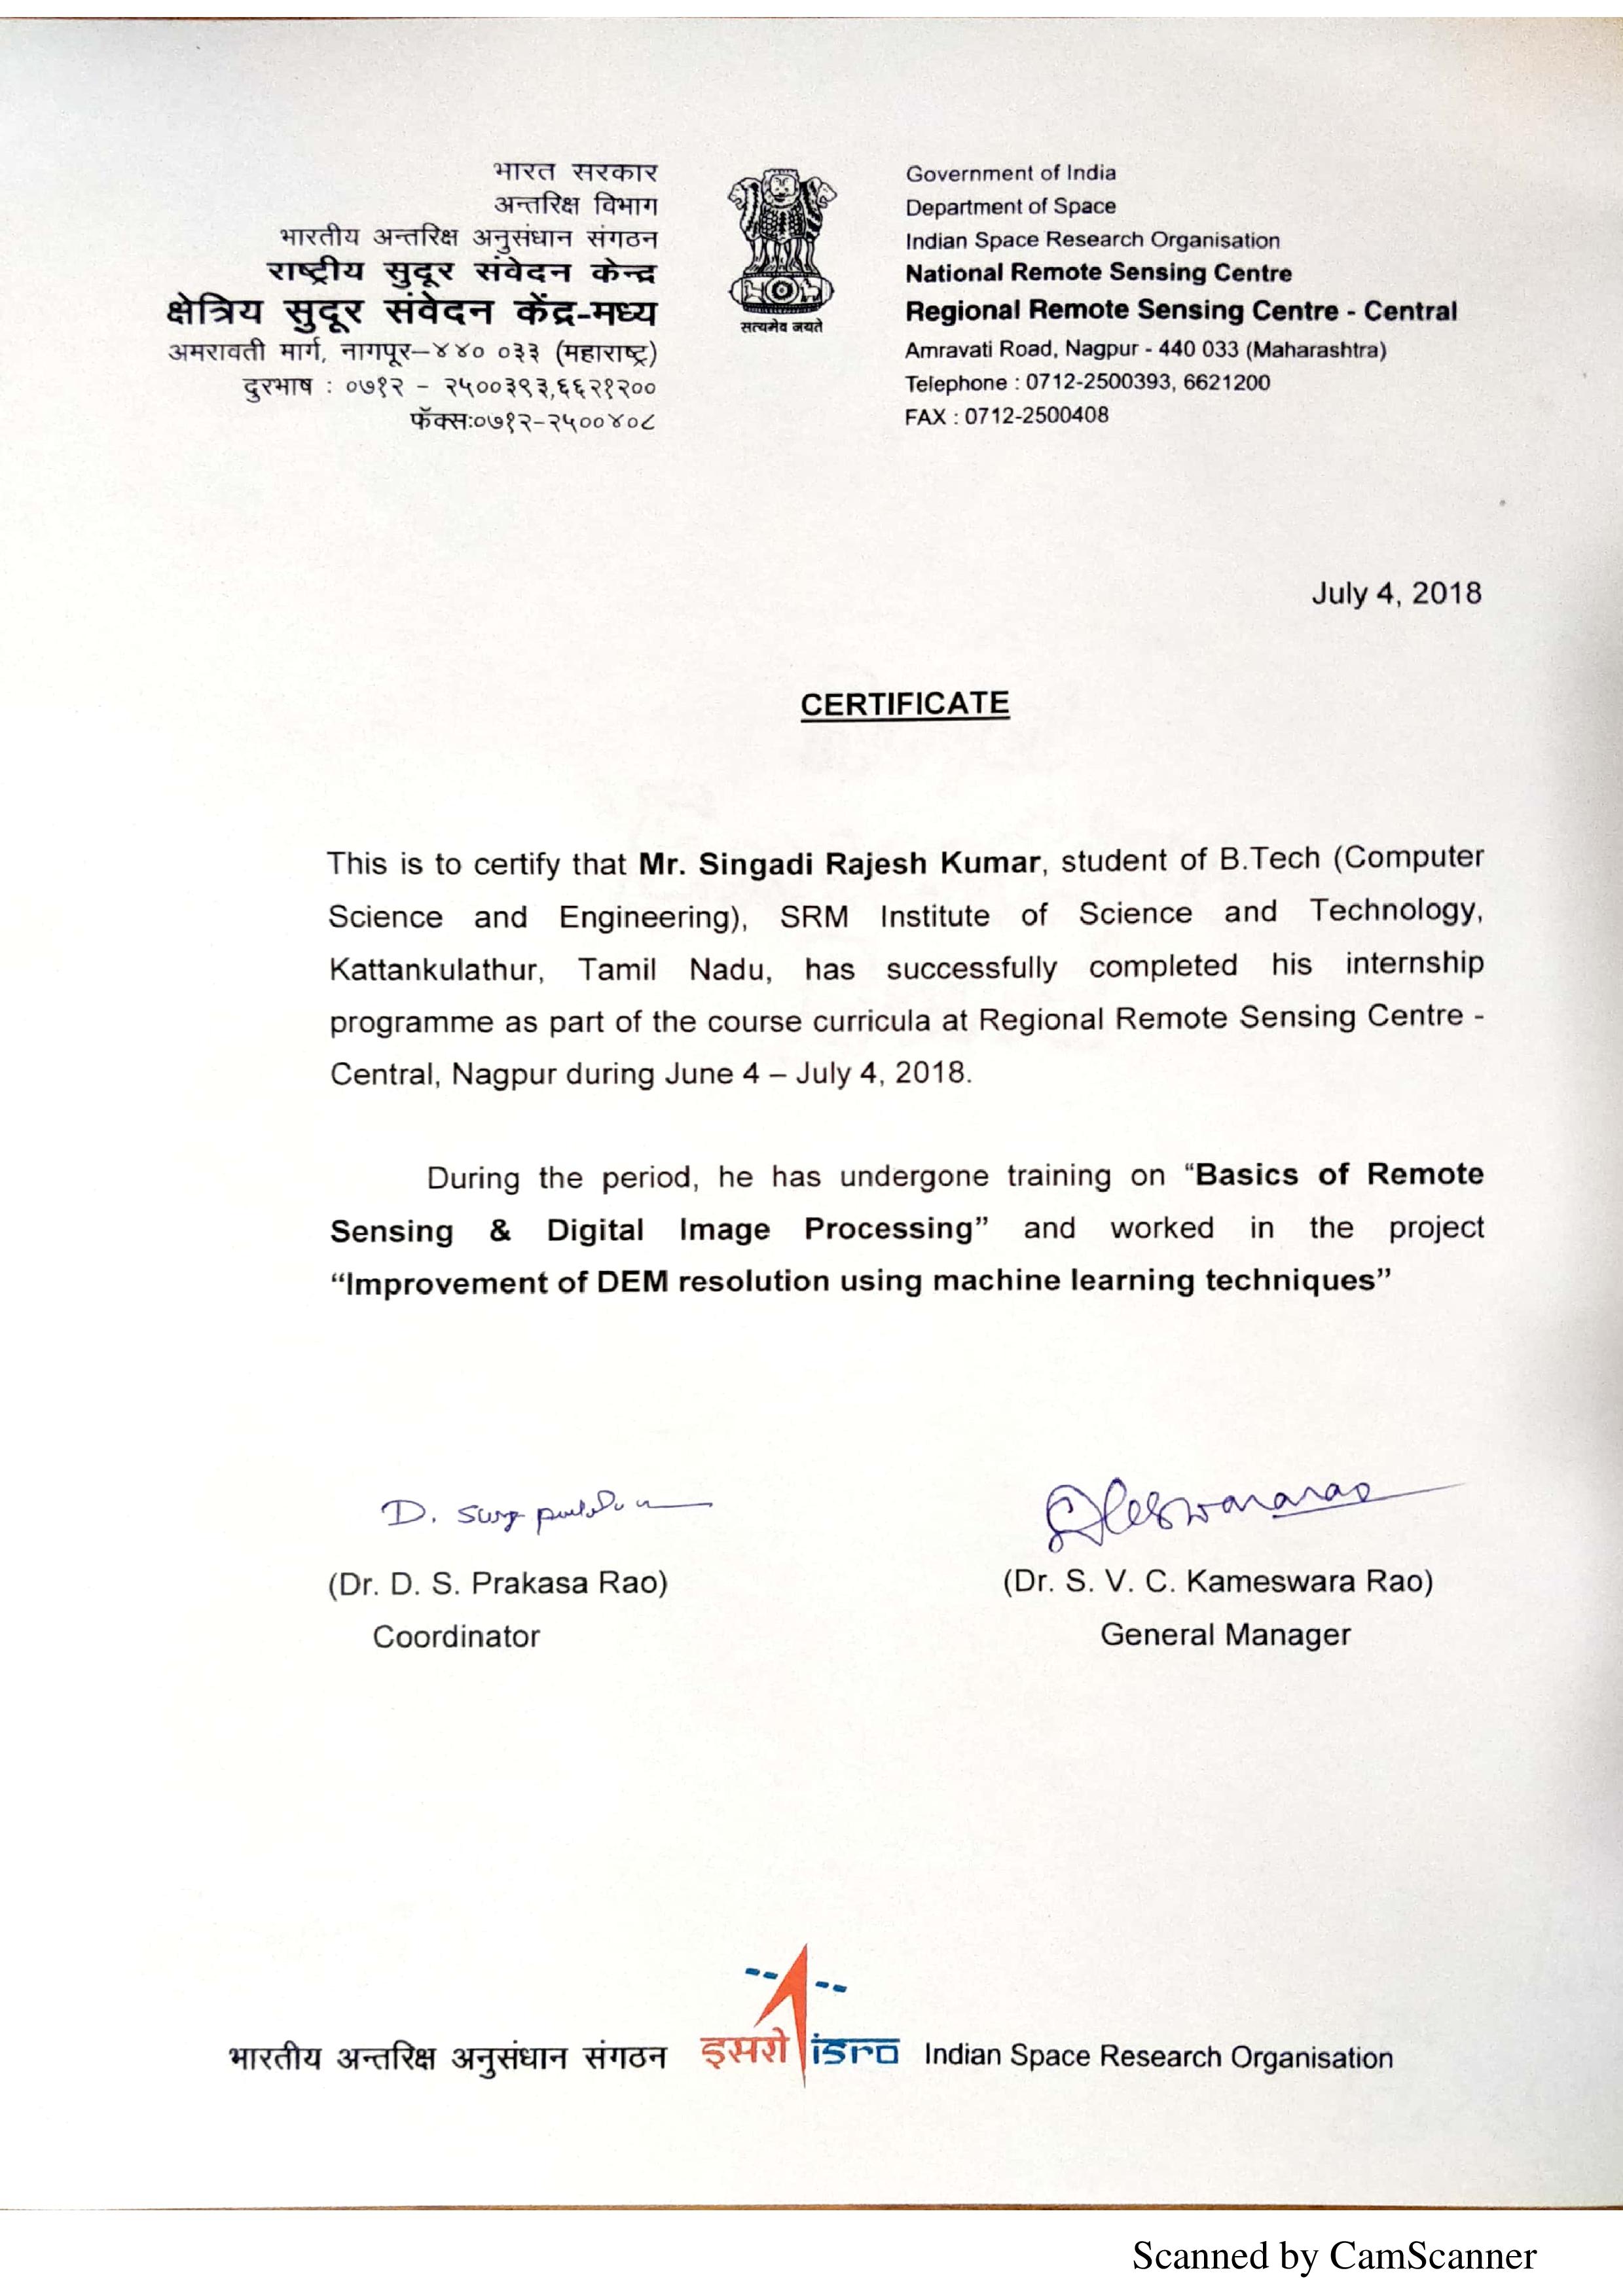 भारत सरकार
अन्तरिक्ष विभाग
भारतीय अन्तरिक्ष अनुसंधान संगठन
राष्ट्रीय सुदूर संवेदन केन्द्र
क्षेत्रिय सुदूर संवेदन केंद्र-मध्य
अमरावती मार्ग, नागपूर–४४० ०३३ (महाराष्ट्र)
दुरभाष : ०७१२ - २५००३९३,६६२१२००
फॅक्स:०७१२-२५००४०८
सत्यमेव जयते
Government of India
Department of Space
Indian Space Research Organisation
National Remote Sensing Centre
Regional Remote Sensing Centre - Central
Amravati Road, Nagpur - 440 033 (Maharashtra)
Telephone : 0712-2500393, 6621200
FAX : 0712-2500408
July 4, 2018
CERTIFICATE
This is to certify that Mr. Singadi Rajesh Kumar, student of B.Tech (Computer
Science and Engineering), SRM Institute of Science and Technology,
Kattankulathur, Tamil Nadu, has successfully completed his internship
programme as part of the course curricula at Regional Remote Sensing Centre -
Central, Nagpur during June 4 – July 4, 2018.
During the period, he has undergone training on “Basics of Remote
Sensing & Digital Image Processing” and worked in the project
“Improvement of DEM resolution using machine learning techniques”
D.
(Dr. D. S. Prakasa Rao)
Coordinator
(Dr. S. V. C. Kameswara Rao)
General Manager
भारतीय अन्तरिक्ष अनुसंधान संगठन इसरो isro Indian Space Research Organisation
Scanned by CamScanner